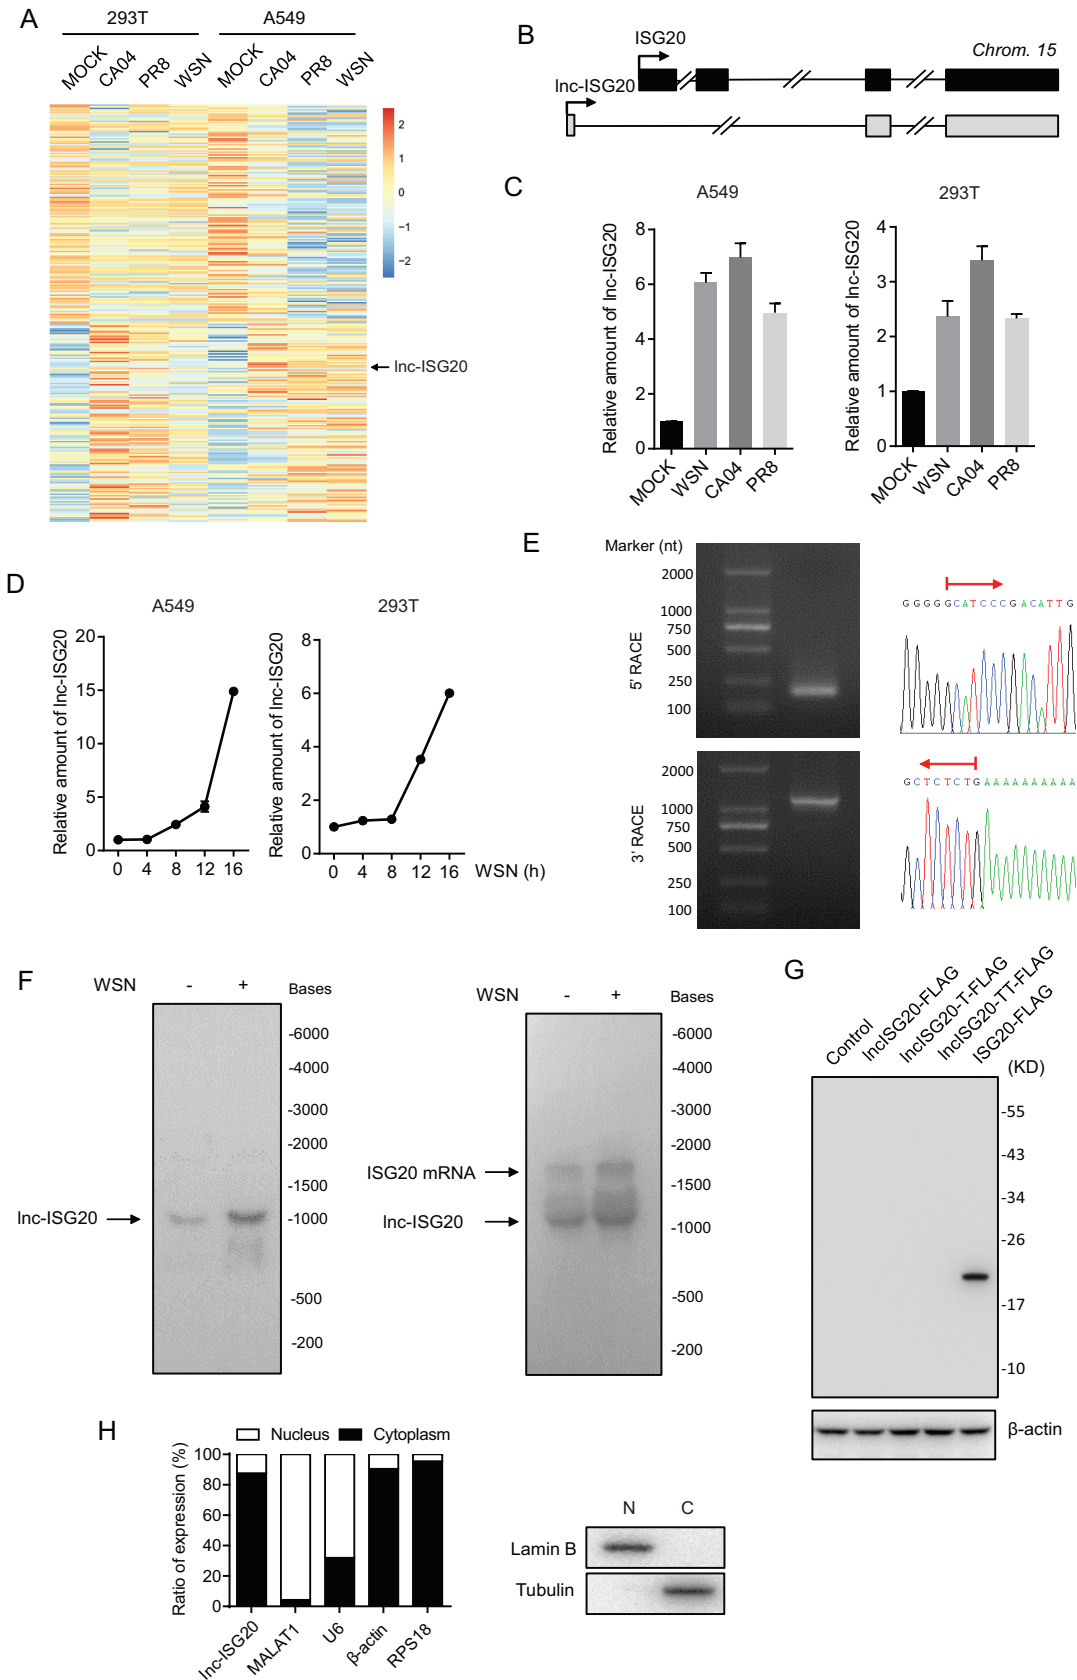 A
293T
A549
MOCK
CA04
PR8
WSN
MOCK
CA04
PR8
WSN
2
1
0
−1
−2
lnc-ISG20
B
ISG20
Chrom. 15
lnc-ISG20
C
A549
Relative amount of lnc-ISG20
8
6
4
2
0
MOCK
WSN
CA04
PR8
293T
Relative amount of lnc-ISG20
4
3
2
1
0
MOCK
WSN
CA04
PR8
D
A549
Relative amount of lnc-ISG20
20
15
10
5
0
0 4 8 12 16
293T
Relative amount of lnc-ISG20
8
6
4
2
0
0 4 8 12 16 WSN (h)
E
Marker (nt)
5' RACE
2000
1000
750
500
250
100
GGGGGCATCCCGACATTG
3' RACE
2000
1000
750
500
250
100
GCTCTCTGAAAAAAAAAA
F
WSN - + Bases
-6000
-4000
-3000
-2000
-1500
lnc-ISG20
-1000
-500
-200
WSN - + Bases
-6000
-4000
-3000
-2000
ISG20 mRNA
-1500
lnc-ISG20
-1000
-500
-200
G
Control
lncISG20-FLAG
lncISG20-T-FLAG
lncISG20-TT-FLAG
ISG20-FLAG
(KD)
-55
-43
-34
-26
-17
-10
β-actin
H
Nucleus Cytoplasm
Ratio of expression (%)
100
80
60
40
20
0
lnc-ISG20
MALAT1
U6
β-actin
RPS18
N C
Lamin B
Tubulin